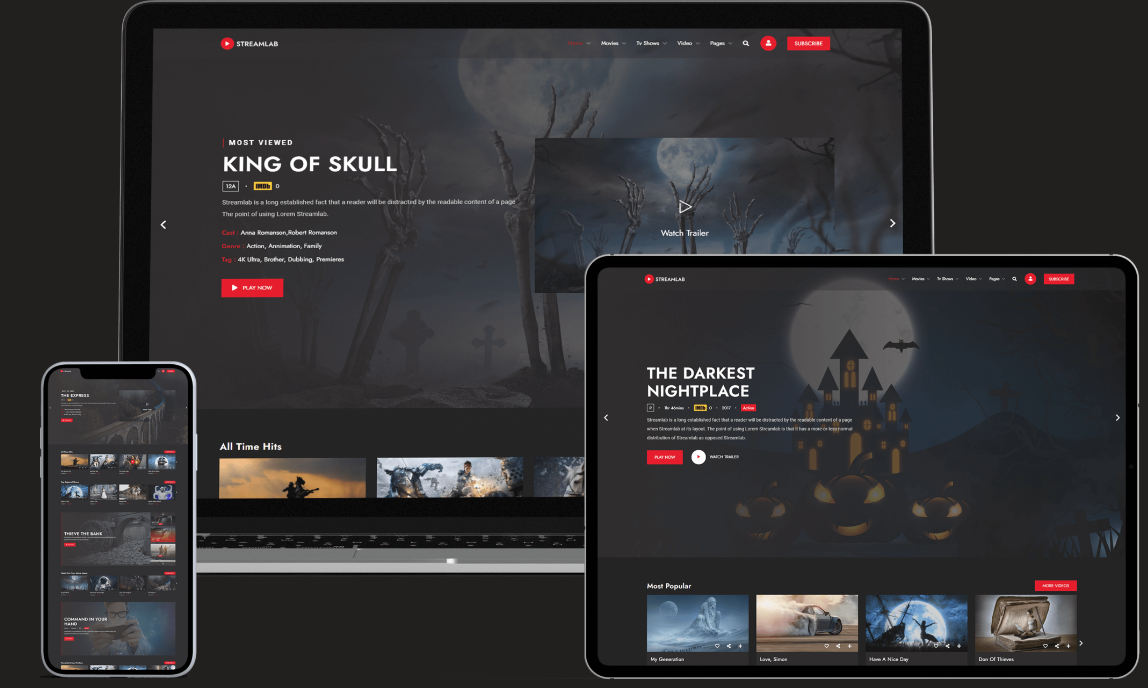 STREAMLAB
Home Movies Tv Shows Video Pages SUBSCRIBE
MOST VIEWED
KING OF SKULL
12A • IMDb 0
Streamlab is a long established fact that a reader will be distracted by the readable content of a page
The point of using Lorem Streamlab.
Cast : Anna Romanson,Robert Romanson
Genre : Action, Annimation, Family
Tag : 4K Ultra, Brother, Dubbing, Premieres
PLAY NOW
Watch Trailer
All Time Hits
STREAMLAB
Home Movies Tv Shows Video Pages SUBSCRIBE
THE DARKEST
NIGHTPLACE
1hr 46mins • IMDb 0 • 2017 • Action
Streamlab is a long established fact that a reader will be distracted by the readable content of a page
when Streamlab at its layout. The point of using Lorem Streamlab is that it has a more or less normal
distribution of Streamlab as opposed Streamlab.
PLAY NOW WATCH TRAILER
Most Popular
MORE VIDEOS
My Generation
Love, Simon
Have A Nice Day
Dan Of Thieves
THE EXPRESS
THIEVE THE BANK
COMMAND IN YOUR
HAND